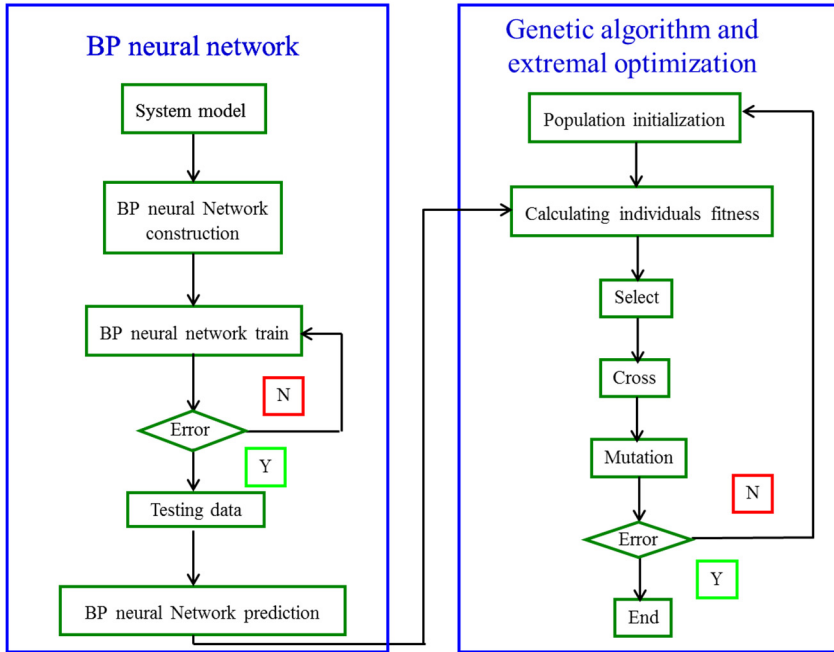 BP neural network
System model
BP neural Network
construction
BP neural network train
N
Error
Y
Testing data
BP neural Network prediction
Genetic algorithm and
extremal optimization
Population initialization
Calculating individuals fitness
Select
Cross
Mutation
N
Error
Y
End